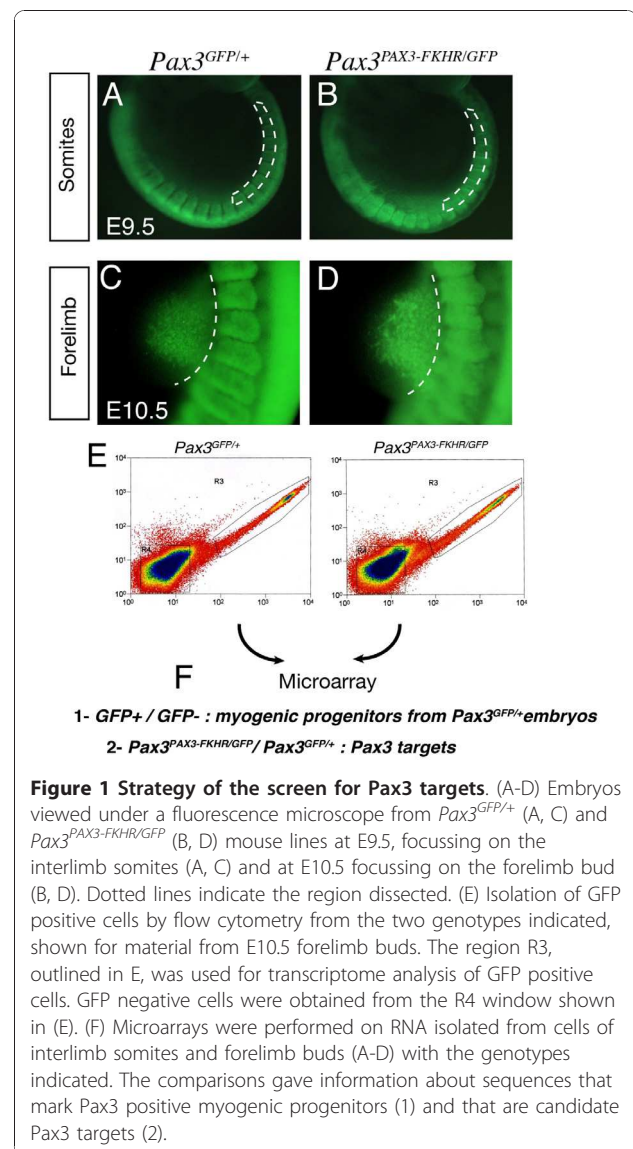 Pax3GFP/+ Pax3PAX3-FKHR/GFP
Somites
A B
E9.5
Forelimb
C D
E10.5
E
Pax3GFP/+ Pax3PAX3-FKHR/GFP
10⁴ 10⁴
R3 R3
10³ 10³
10² 10²
R4 R4
10¹ 10¹
10⁰ 10⁰
10⁰ 10¹ 10² 10³ 10⁴ 10⁰ 10¹ 10² 10³ 10⁴
F
Microarray
1- GFP+ / GFP- : myogenic progenitors from Pax3GFP/+embryos
2- Pax3PAX3-FKHR/GFP/ Pax3GFP/+ : Pax3 targets
Figure 1 Strategy of the screen for Pax3 targets. (A-D) Embryos
viewed under a fluorescence microscope from Pax3GFP/+ (A, C) and
Pax3PAX3-FKHR/GFP (B, D) mouse lines at E9.5, focussing on the
interlimb somites (A, C) and at E10.5 focussing on the forelimb bud
(B, D). Dotted lines indicate the region dissected. (E) Isolation of GFP
positive cells by flow cytometry from the two genotypes indicated,
shown for material from E10.5 forelimb buds. The region R3,
outlined in E, was used for transcriptome analysis of GFP positive
cells. GFP negative cells were obtained from the R4 window shown
in (E). (F) Microarrays were performed on RNA isolated from cells of
interlimb somites and forelimb buds (A-D) with the genotypes
indicated. The comparisons gave information about sequences that
mark Pax3 positive myogenic progenitors (1) and that are candidate
Pax3 targets (2).